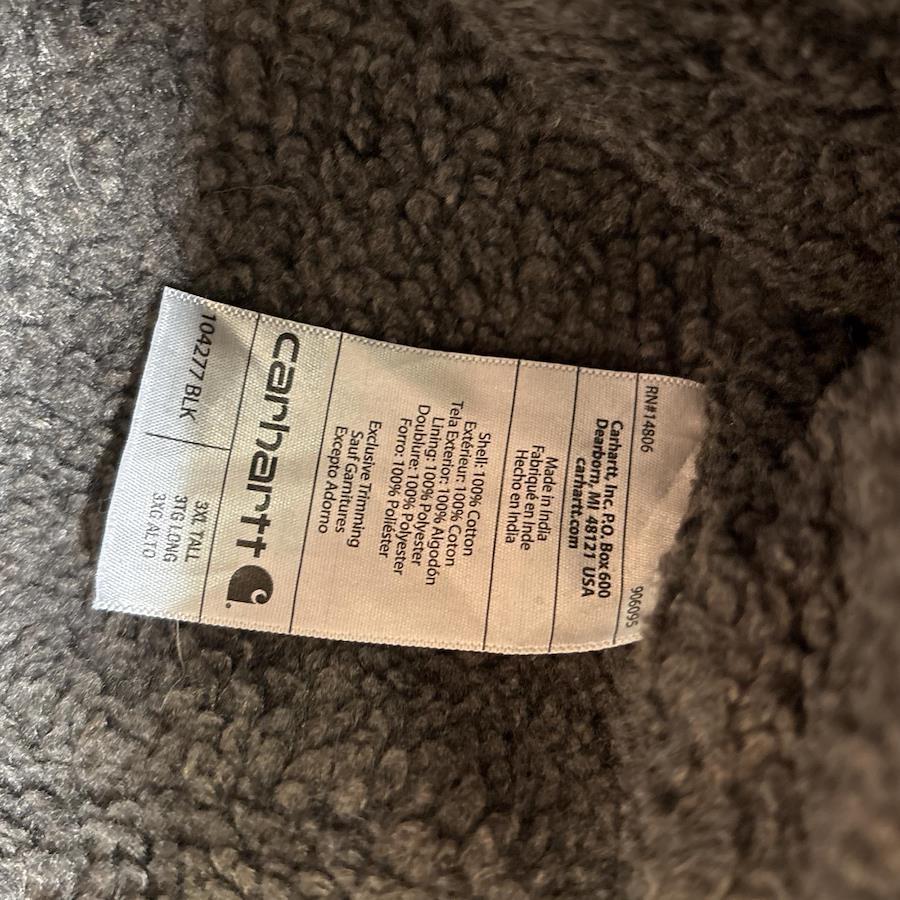 RN#14806 906095
Carhartt, Inc. P.O. Box 600
Dearborn, MI 48121 USA
carhartt.com
Made in India
Fabriqué en Inde
Hecho en India
Shell: 100% Cotton
Extérieur: 100% Coton
Tela Exterior: 100% Algodón
Lining: 100% Polyester
Doublure: 100% Polyester
Forro: 100% Poliéster
Exclusive Trimming
Sauf Garnitures
Excepto Adorno
carhartt
104277 BLK
3XL TALL
3TG LONG
3XG ALTO